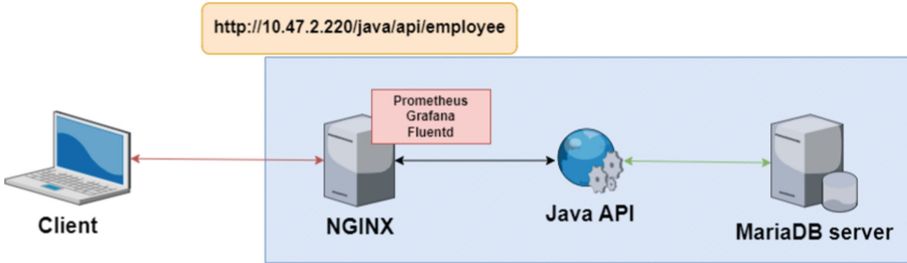 http://10.47.2.220/java/api/employee
Prometheus
Grafana
Fluentd
Client
NGINX
Java API
MariaDB server